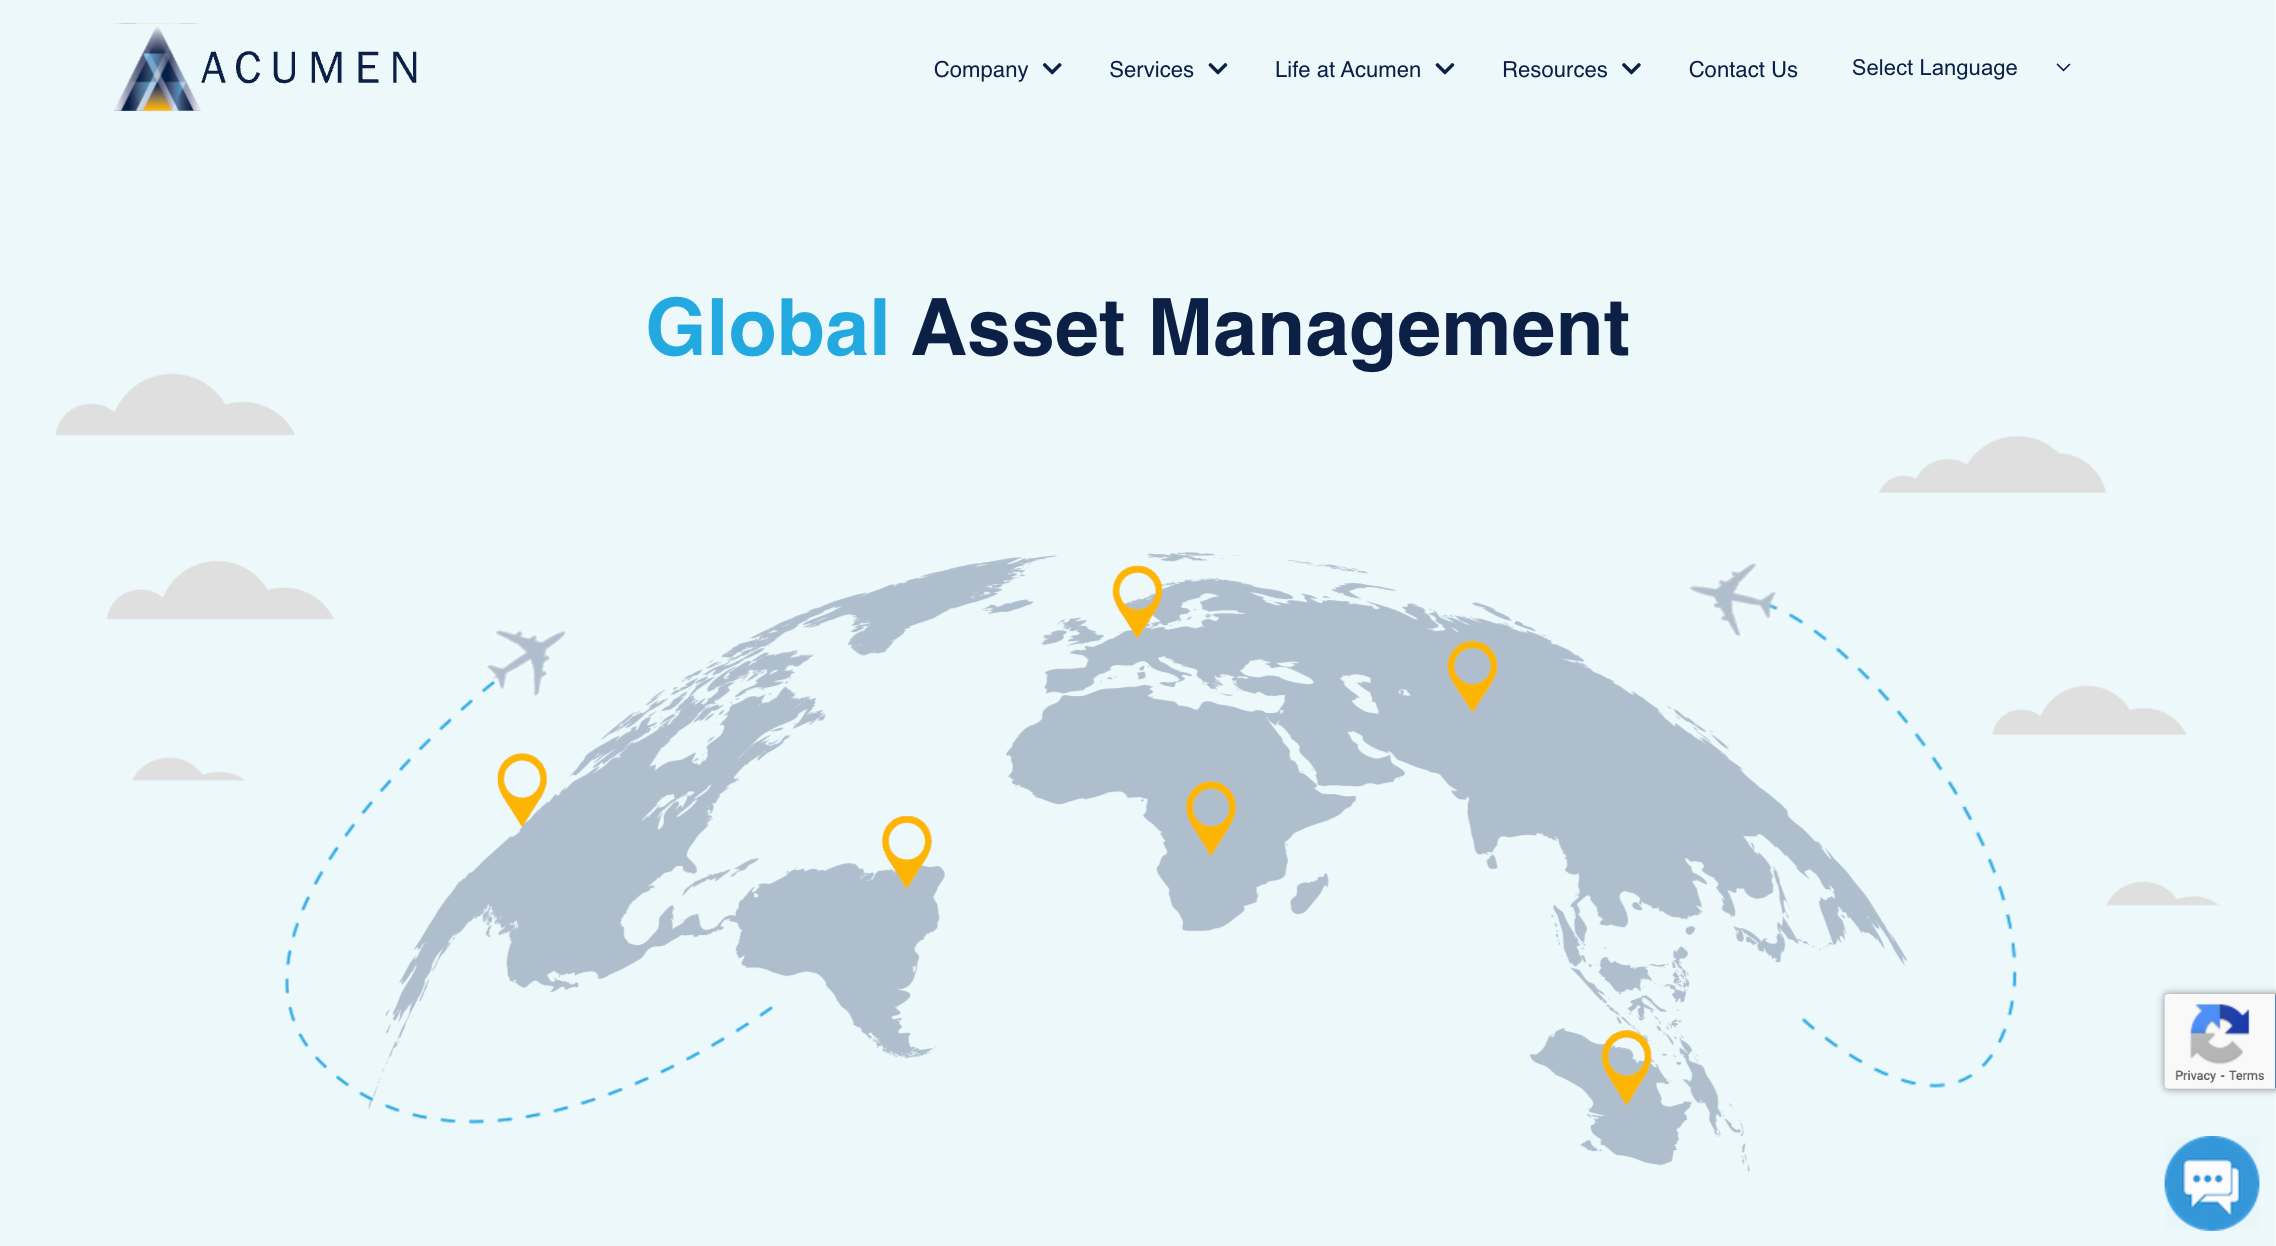 ACUMEN
Company
Services
Life at Acumen
Resources
Contact Us
Select Language
Global Asset Management
Privacy - Terms